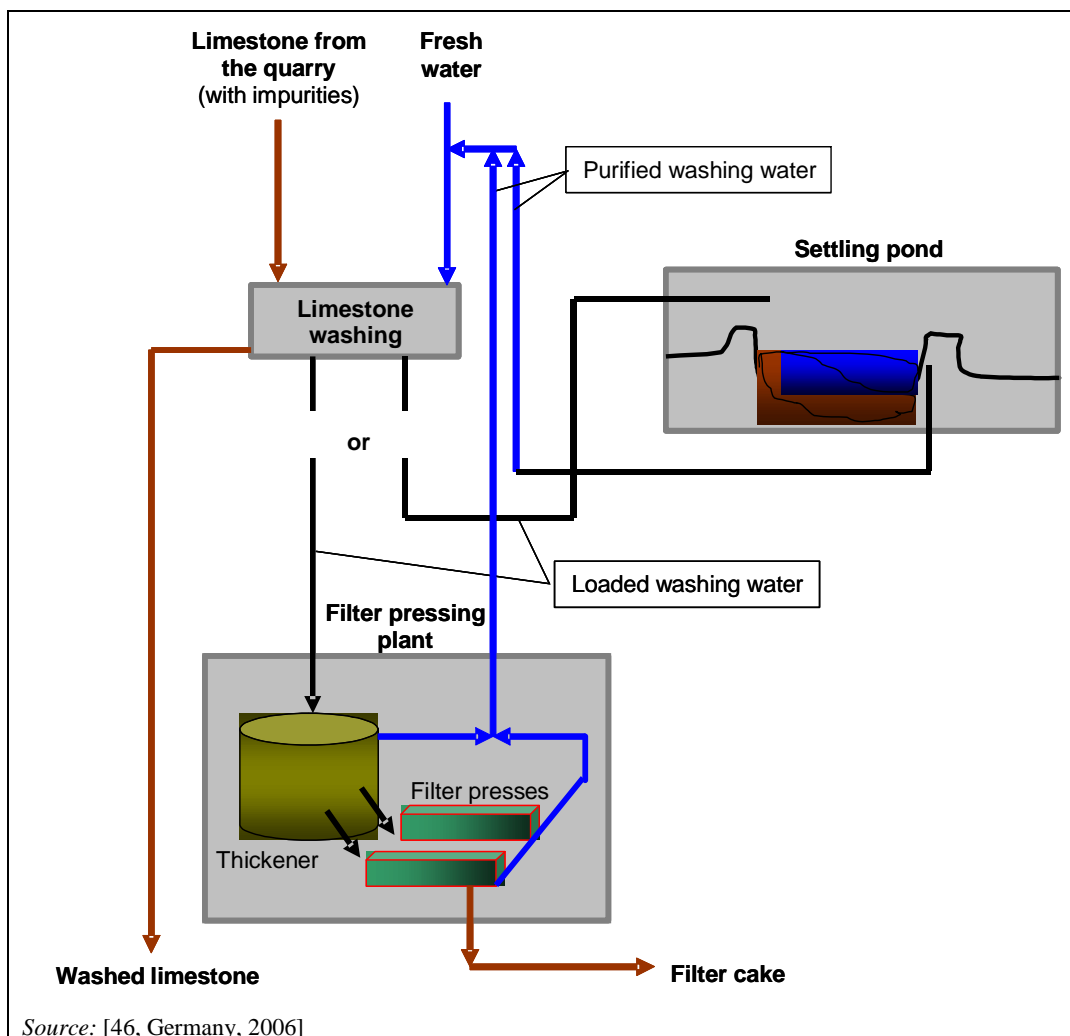 Limestone from
the quarry
(with impurities)
Fresh
water
Purified washing water
Settling pond
Limestone
washing
or
Loaded washing water
Filter pressing
plant
Filter presses
Thickener
Washed limestone
Filter cake
Source: [46, Germany, 2006]